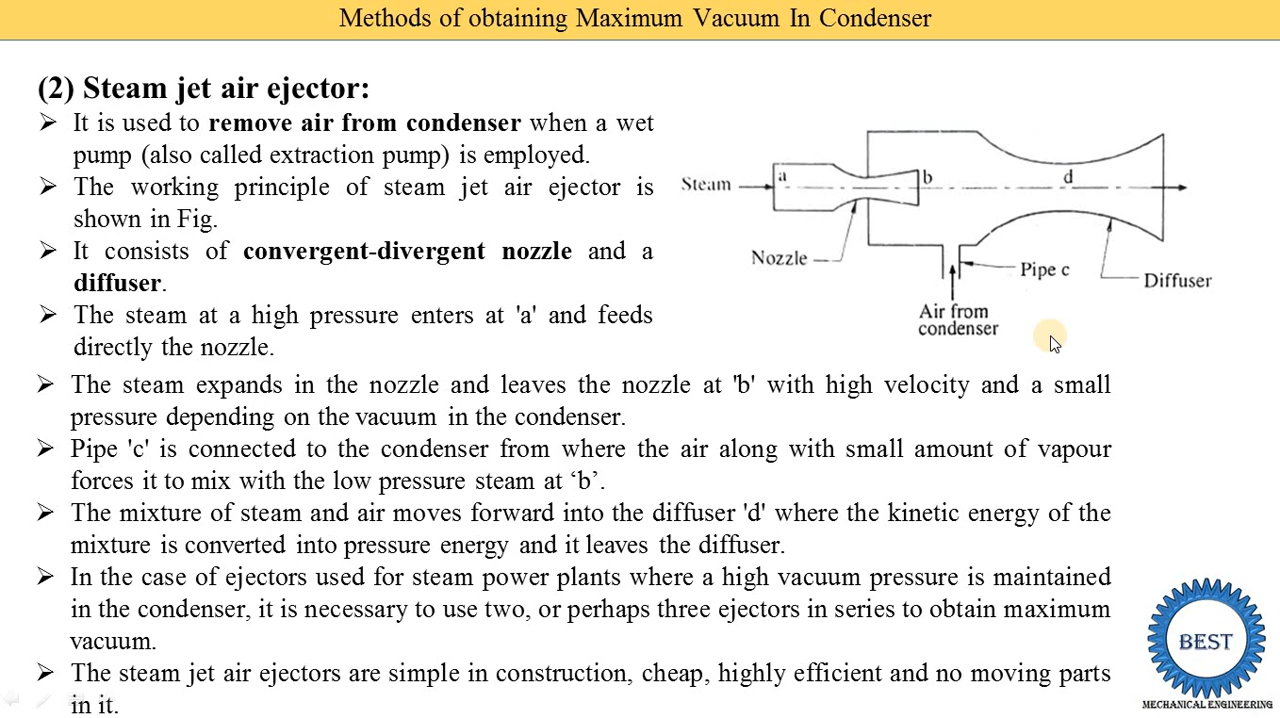 Methods of obtaining Maximum Vacuum In Condenser
(2) Steam jet air ejector:
➢ It is used to remove air from condenser when a wet
pump (also called extraction pump) is employed.
➢ The working principle of steam jet air ejector is
shown in Fig.
➢ It consists of convergent-divergent nozzle and a
diffuser.
➢ The steam at a high pressure enters at 'a' and feeds
directly the nozzle.
Steam
a
b
d
Nozzle
Pipe c
Diffuser
Air from
condenser
➢ The steam expands in the nozzle and leaves the nozzle at 'b' with high velocity and a small
pressure depending on the vacuum in the condenser.
➢ Pipe 'c' is connected to the condenser from where the air along with small amount of vapour
forces it to mix with the low pressure steam at ‘b’.
➢ The mixture of steam and air moves forward into the diffuser 'd' where the kinetic energy of the
mixture is converted into pressure energy and it leaves the diffuser.
➢ In the case of ejectors used for steam power plants where a high vacuum pressure is maintained
in the condenser, it is necessary to use two, or perhaps three ejectors in series to obtain maximum
vacuum.
➢ The steam jet air ejectors are simple in construction, cheap, highly efficient and no moving parts
in it.
BEST
MECHANICAL ENGINEERING